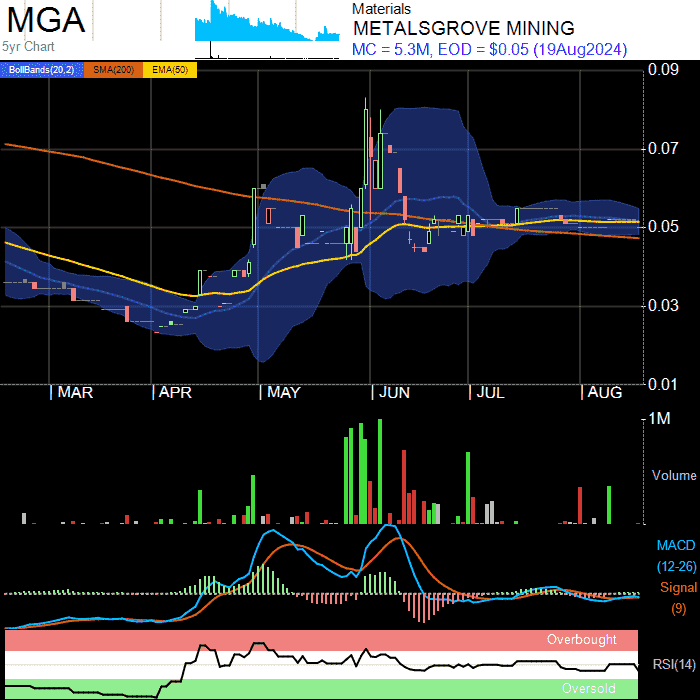 MGA
5yr Chart
Materials
METALSGROVE MINING
MC = 5.3M, EOD = $0.05 (19Aug2024)
BollBands(20,2) SMA(200) EMA(50)
0.09
0.07
0.05
0.03
0.01
MAR APR MAY JUN JUL AUG
1M
Volume
MACD
(12-26)
Signal
(9)
Overbought
RSI(14)
Oversold